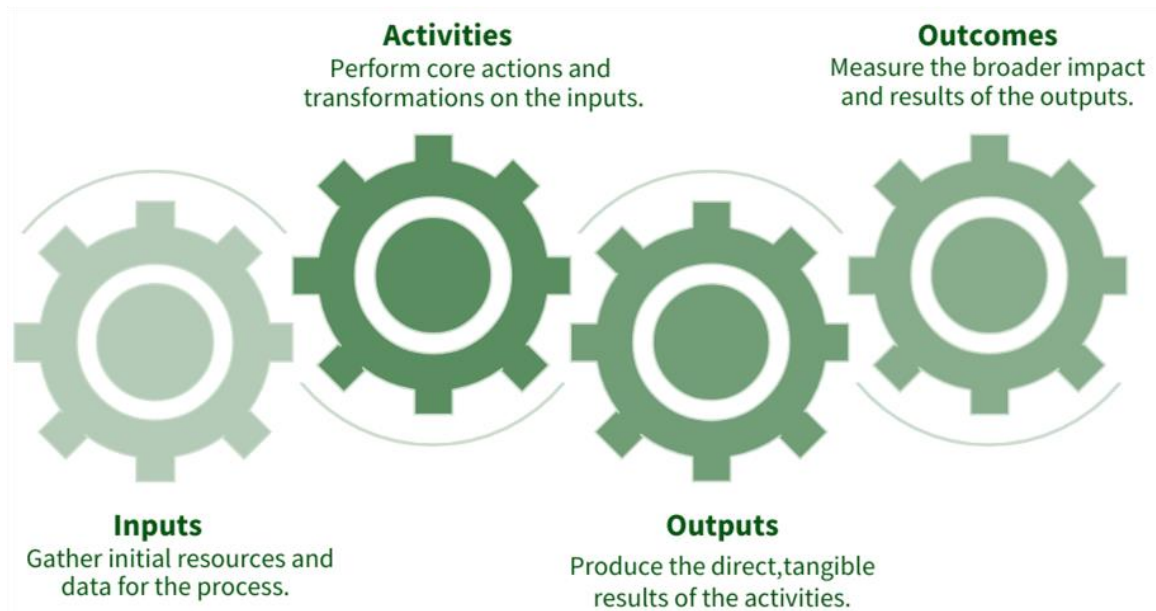 Activities
Perform core actions and
transformations on the inputs.
Outcomes
Measure the broader impact
and results of the outputs.
Inputs
Gather initial resources and
data for the process.
Outputs
Produce the direct,tangible
results of the activities.